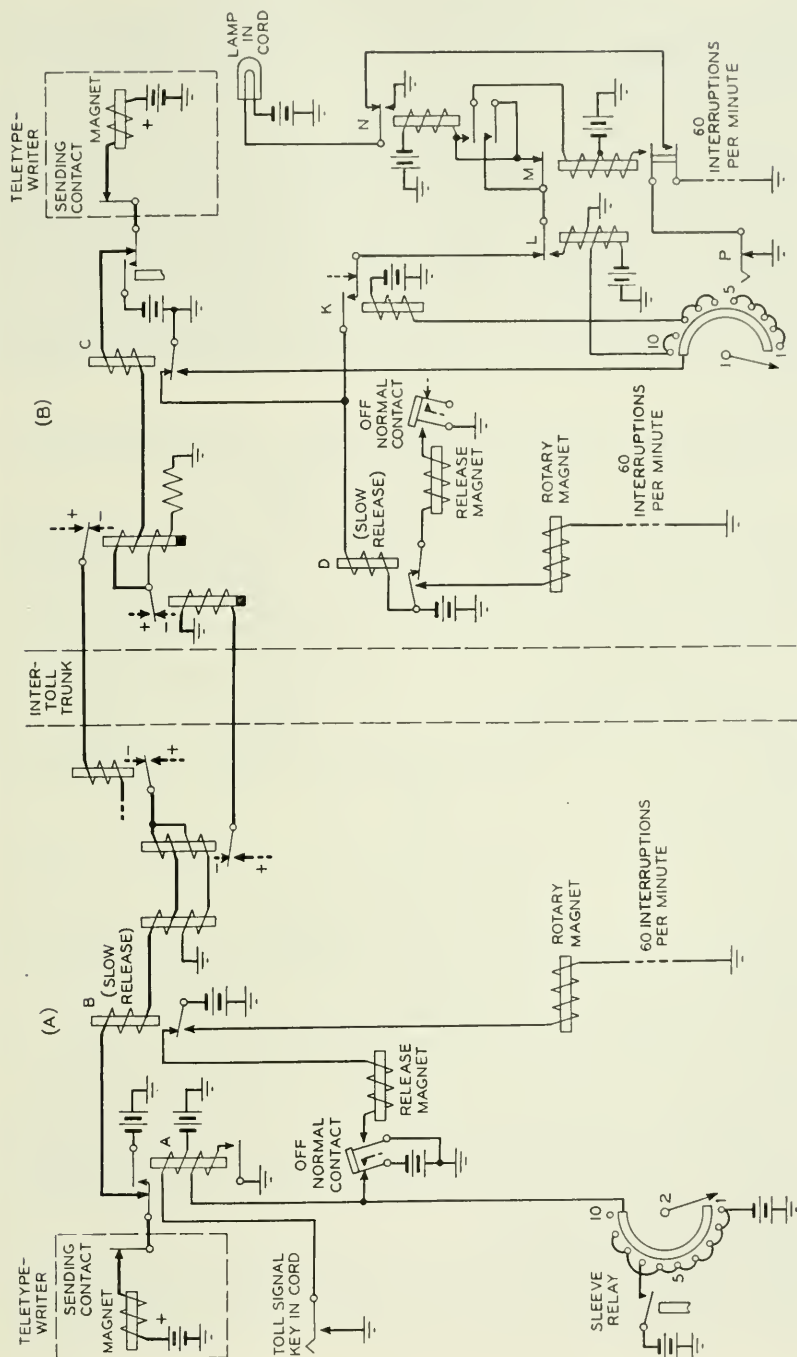 TELETYPE-
WRITER
SENDING
CONTACT
MAGNET
+
TOLL SIGNAL
KEY IN CORD
(A)
B
(SLOW
RELEASE)
A
OFF
NORMAL
CONTACT
RELEASE
MAGNET
ROTARY
MAGNET
60 INTERRUPTIONS
PER MINUTE
SLEEVE
RELAY
10
5
1
2
-
+
-
+
INTER-
TOLL
TRUNK
(B)
+
-
+
-
C
D
(SLOW
RELEASE)
OFF
NORMAL
CONTACT
RELEASE
MAGNET
ROTARY
MAGNET
60
INTERRUPTIONS
PER MINUTE
TELETYPE-
WRITER
SENDING
CONTACT
MAGNET
+
LAMP
IN
CORD
K
L
M
N
P
10
5
1
1
60
INTERRUPTIONS
PER MINUTE